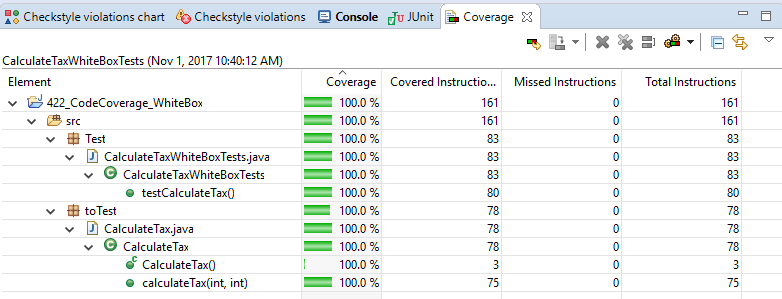 Checkstyle violations chart Checkstyle violations Console JUnit Coverage
CalculateTaxWhiteBoxTests (Nov 1, 2017 10:40:12 AM)
Element Coverage Covered Instructio... Missed Instructions Total Instructions
422_CodeCoverage_WhiteBox 100.0 % 161 0 161
src 100.0 % 161 0 161
Test 100.0 % 83 0 83
CalculateTaxWhiteBoxTests.java 100.0 % 83 0 83
CalculateTaxWhiteBoxTests 100.0 % 83 0 83
testCalculateTax() 100.0 % 80 0 80
toTest 100.0 % 78 0 78
CalculateTax.java 100.0 % 78 0 78
CalculateTax 100.0 % 78 0 78
CalculateTax() 100.0 % 3 0 3
calculateTax(int, int) 100.0 % 75 0 75